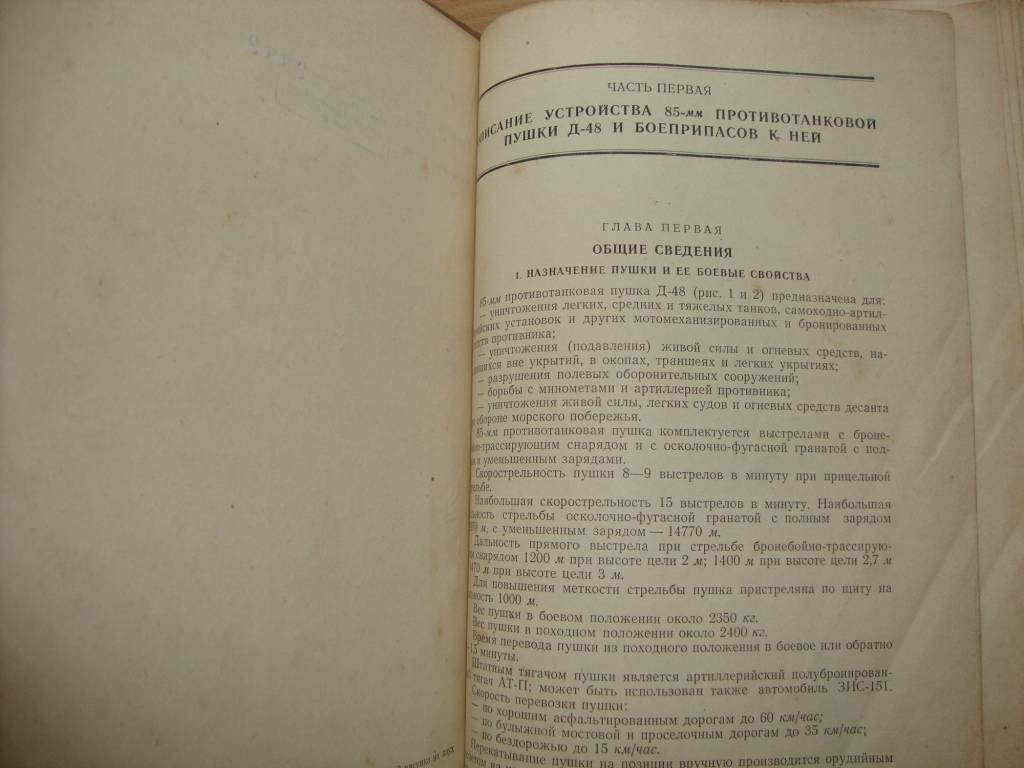 рисунка на двух
ЧАСТЬ ПЕРВАЯ
УСТРОЙСТВА 85-мм ПРОТИВОТАНКОВОЙ
ПУШКИ Д-48 И БОЕПРИПАСОВ К НЕЙ
ГЛАВА ПЕРВАЯ
ОБЩИЕ СВЕДЕНИЯ
1. НАЗНАЧЕНИЕ ПУШКИ И ЕЕ БОЕВЫЕ СВОЙСТВА
85-мм противотанковая пушка Д-48 (рис. 1 и 2) предназначена для:
— уничтожения легких, средних и тяжелых танков, самоходно-артил-
установок и других мотомеханизированных и бронированных
противника;
— уничтожения (подавления) живой силы и огневых средств, на-
вне укрытий, в окопах, траншеях и легких укрытиях;
— разрушения полевых оборонительных сооружений;
— борьбы с минометами и артиллерией противника;
— уничтожения живой силы, легких судов и огневых средств десанта
обороне морского побережья.
85-мм противотанковая пушка комплектуется выстрелами с броне-
бойно-трассирующим снарядом и с осколочно-фугасной гранатой с пол-
и уменьшенным зарядами.
Скорострельность пушки 8—9 выстрелов в минуту при прицельной
Наибольшая скорострельность 15 выстрелов в минуту. Наибольшая
стрельбы осколочно-фугасной гранатой с полным зарядом
м, с уменьшенным зарядом — 14770 м.
Дальность прямого выстрела при стрельбе бронебойно-трассирую-
снарядом 1200 м при высоте цели 2 м; 1400 м при высоте цели 2,7 м
м при высоте цели 3 м.
Для повышения меткости стрельбы пушка пристреляна по щиту на
1000 м.
Вес пушки в боевом положении около 2350 кг.
Вес пушки в походном положении около 2400 кг.
Время перевода пушки из походного положения в боевое или обратно
минуты.
Штатным тягачом пушки является артиллерийский полубронирован-
тягач АТ-П; может быть использован также автомобиль ЗИС-151.
Скорость перевозки пушки:
— по хорошим асфальтированным дорогам до 60 км/час;
— по булыжной мостовой и проселочным дорогам до 35 км/час;
— по бездорожью до 15 км/час.
Перекатывание пушки на позиции вручную производится орудийным